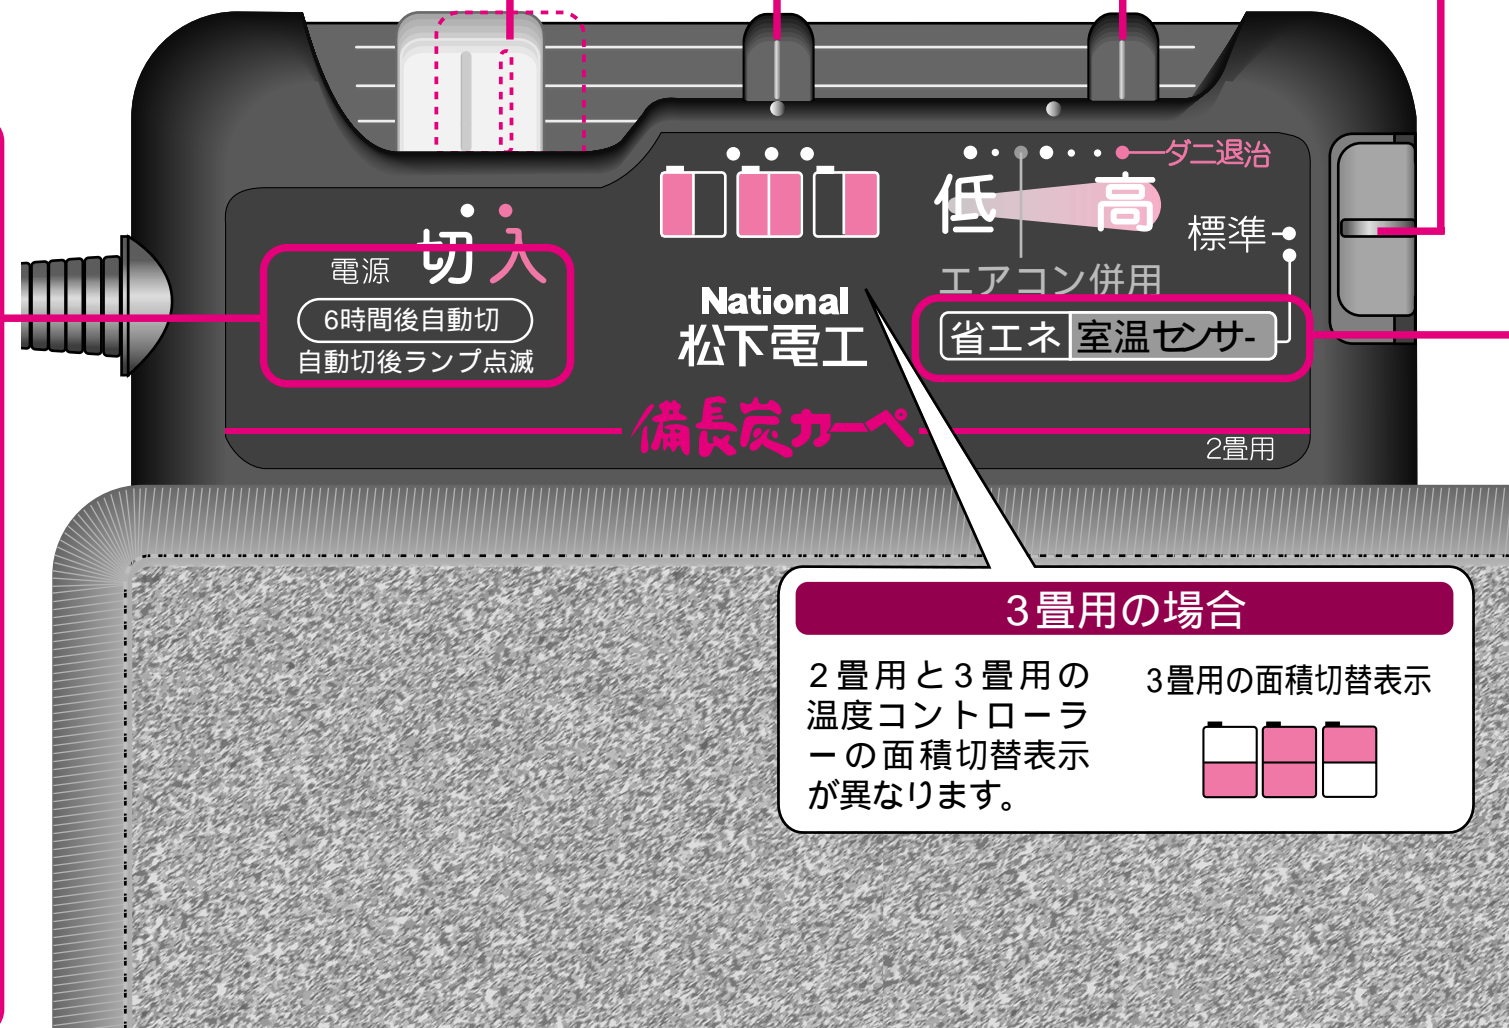 ダニ退治
低 高
標準
切 入
電源
エアコン併用
6時間後自動切
自動切後ランプ点滅
National
松下電工
省エネ 室温センサ-
備長炭カーペ
2畳用
3畳用の場合
2畳用と3畳用の
温度コントローラ
ーの面積切替表示
が異なります。
3畳用の面積切替表示